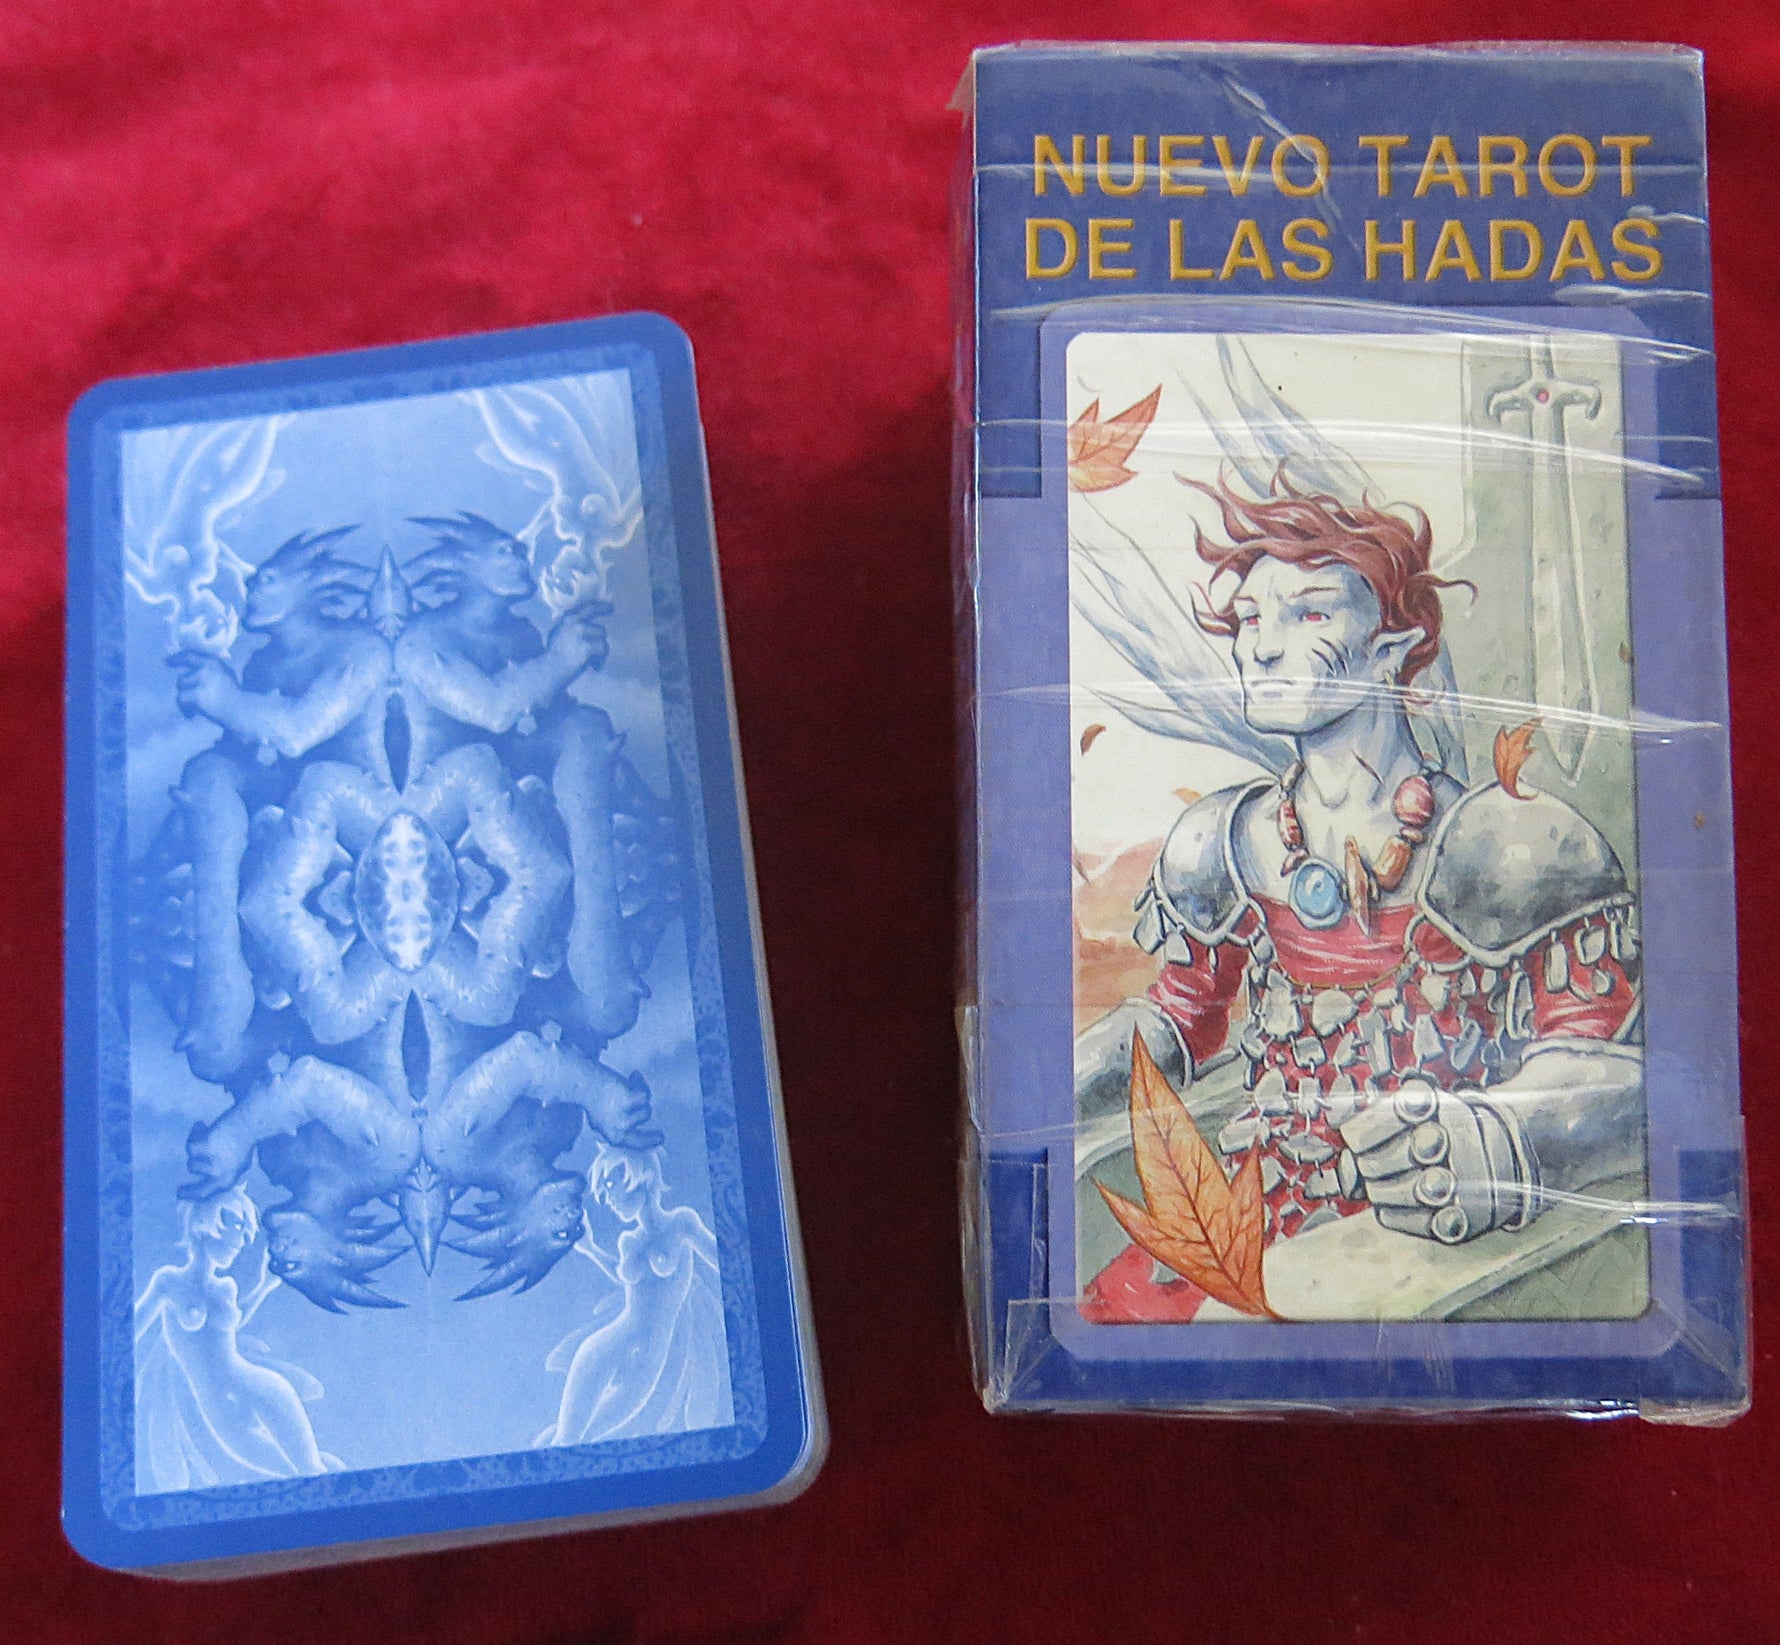 NUEVO TAROT
DE LAS HADAS